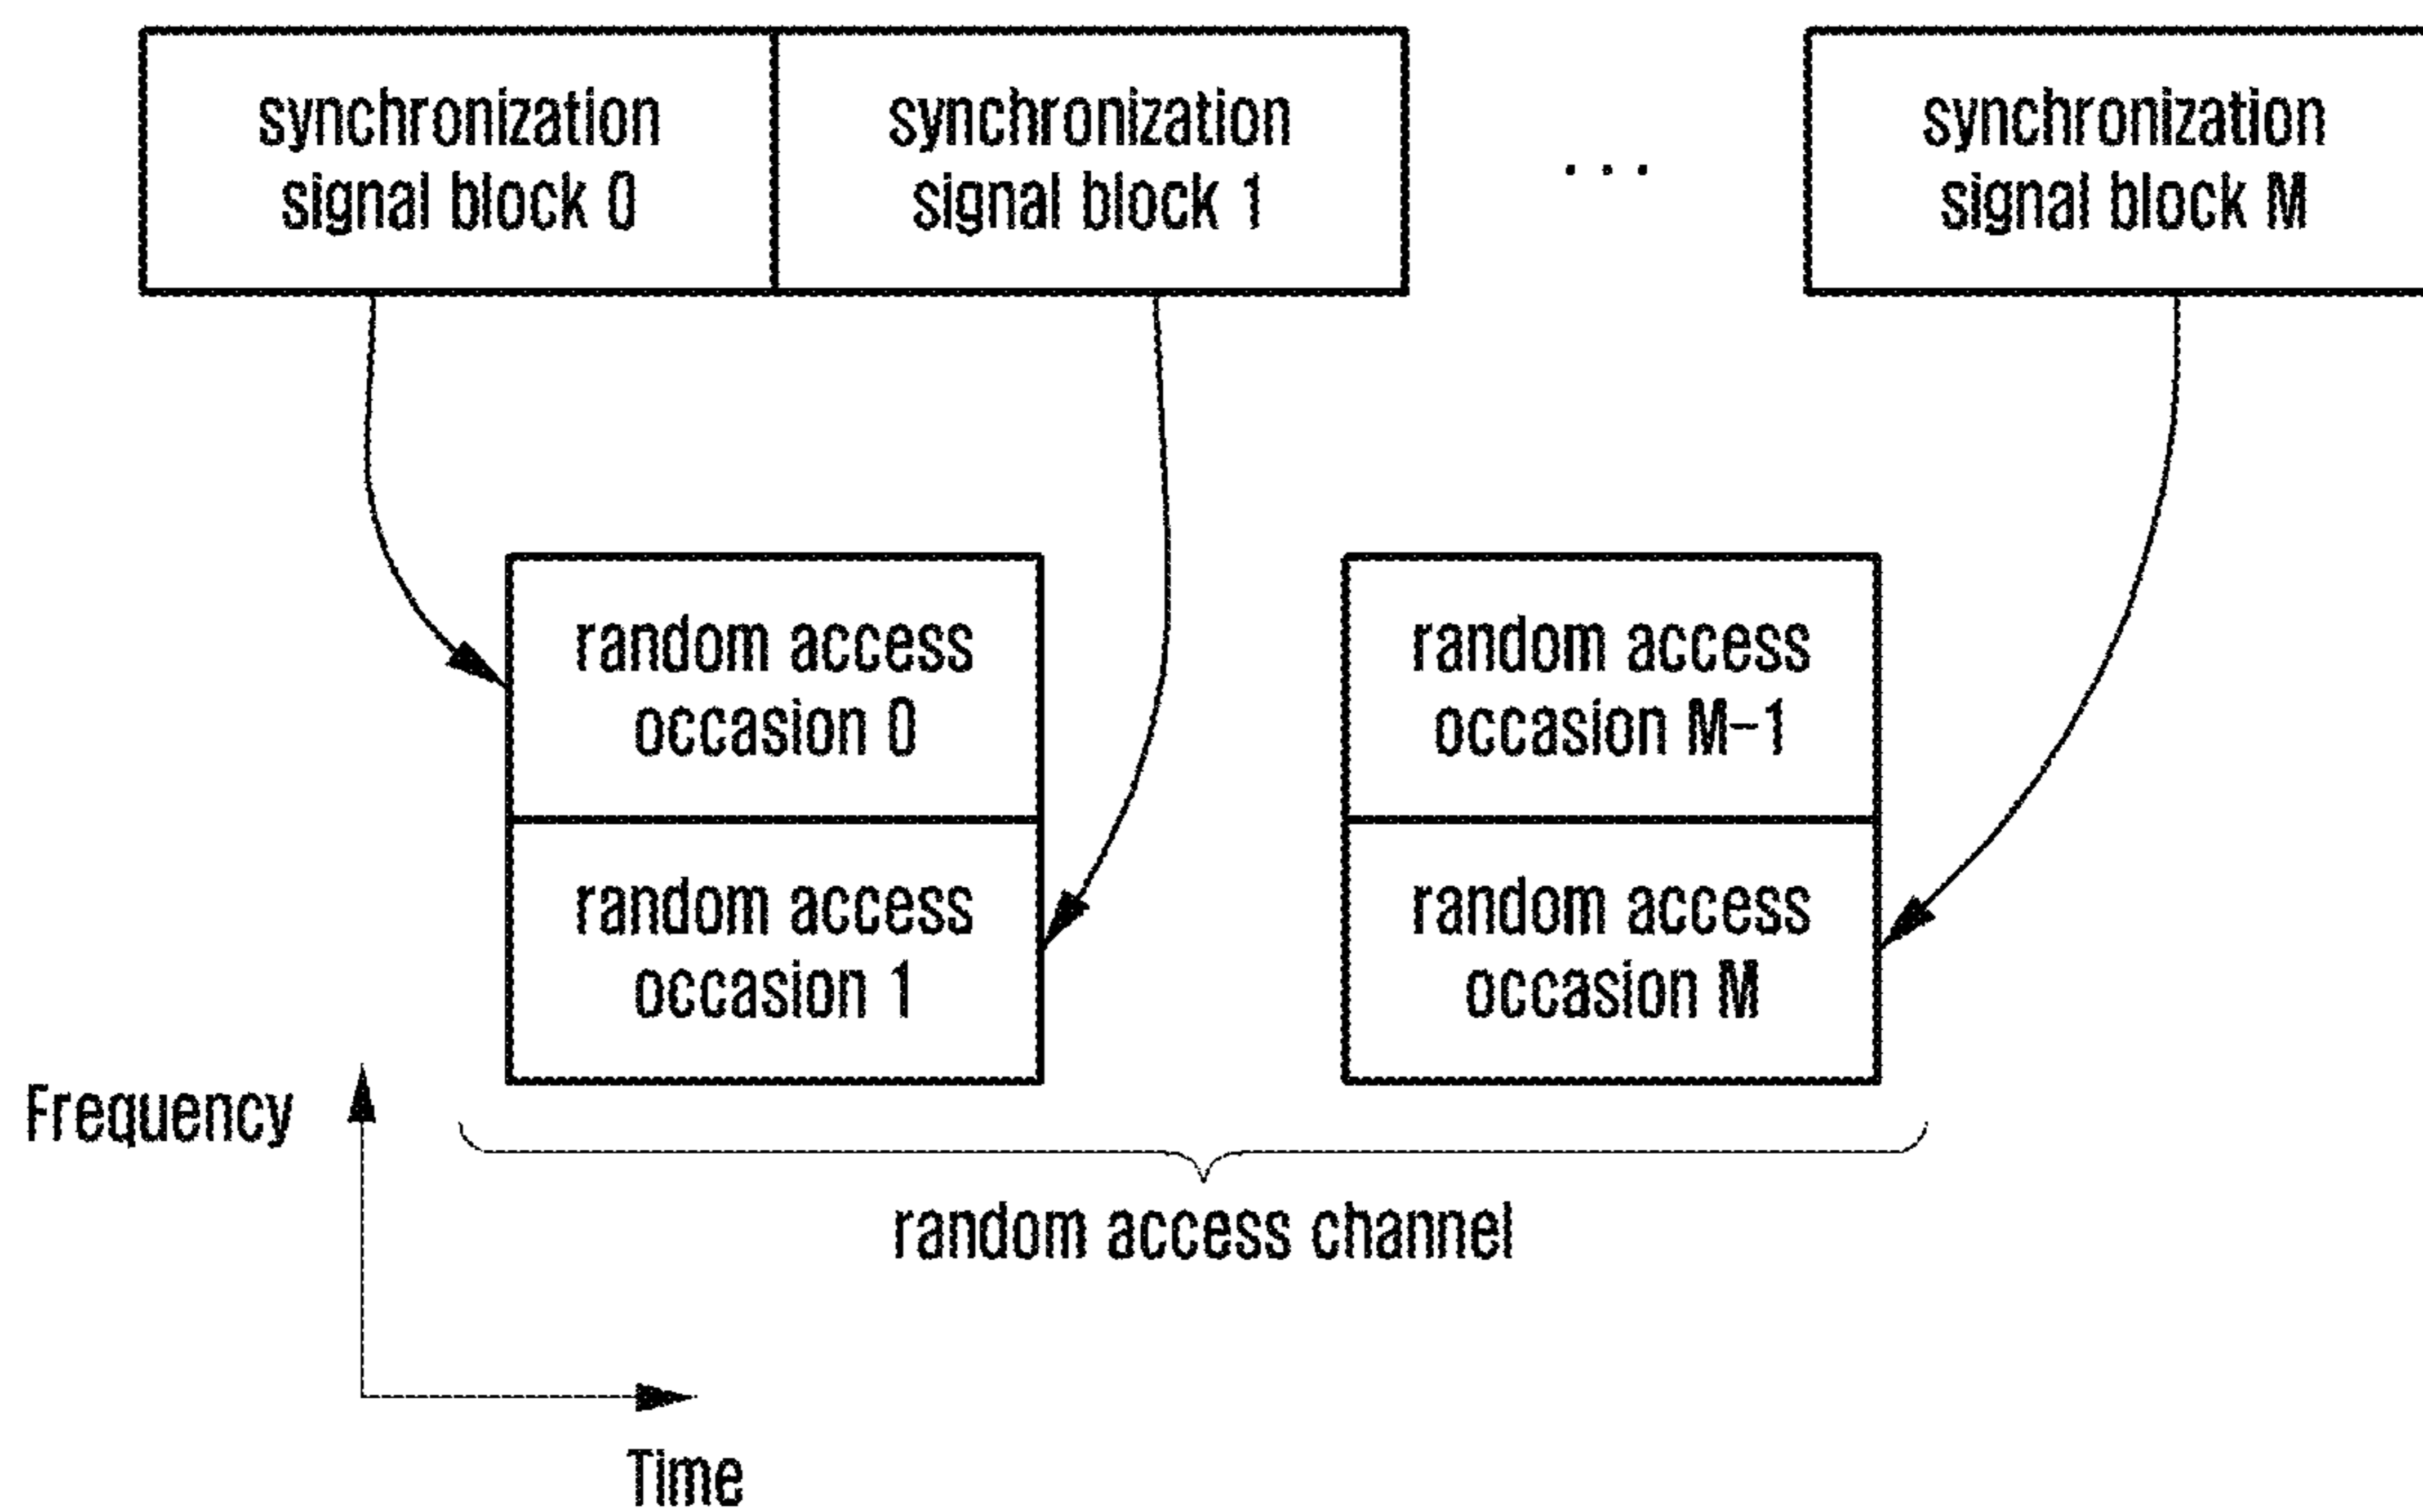 synchronization
signal block 0
synchronization
signal block 1
. . .
synchronization
signal block M
random access
occasion 0
random access
occasion M-1
random access
occasion 1
random access
occasion M
Frequency
random access channel
Time